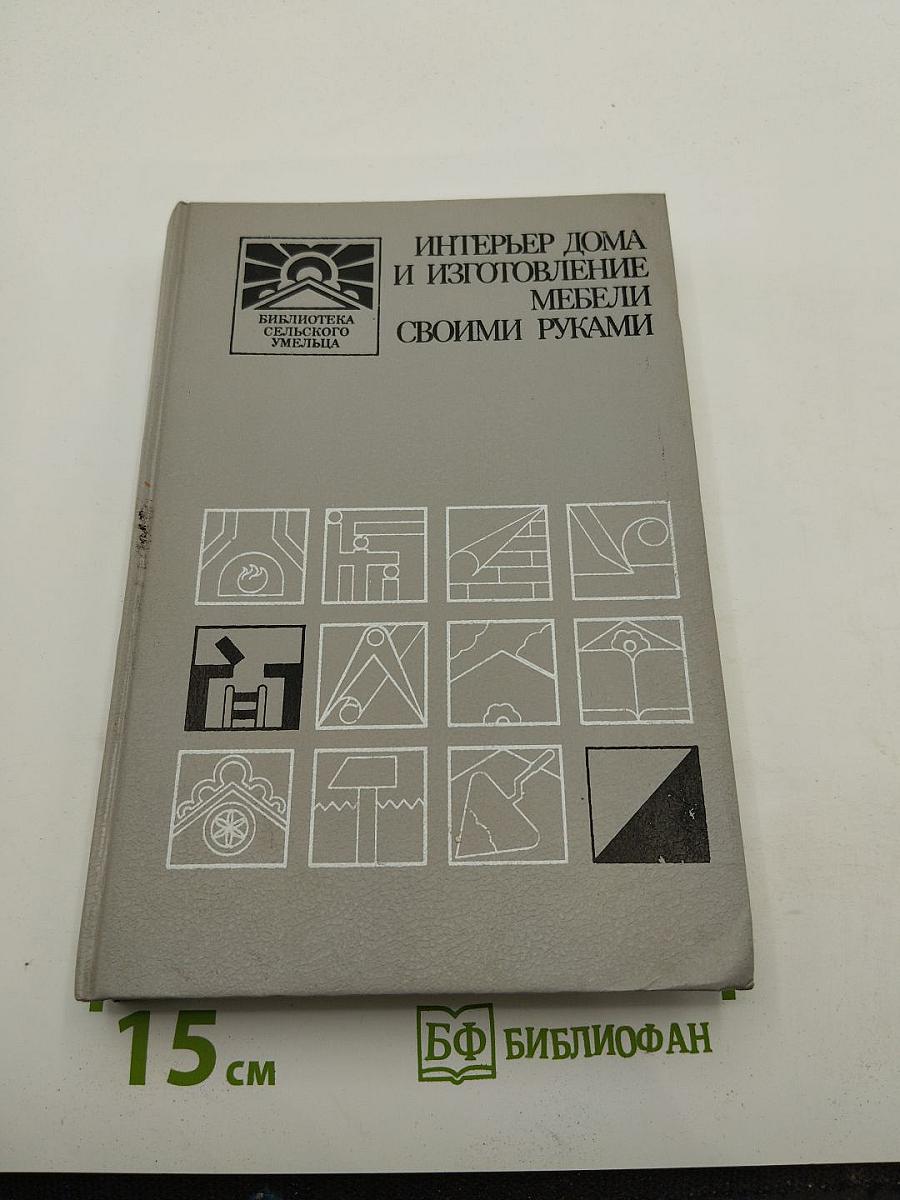 ИНТЕРЬЕР ДОМА
И ИЗГОТОВЛЕНИЕ
МЕБЕЛИ
СВОИМИ РУКАМИ
БИБЛИОТЕКА
СЕЛЬСКОГО
УМЕЛЬЦА
15 см
БФ БИБЛИОФАН